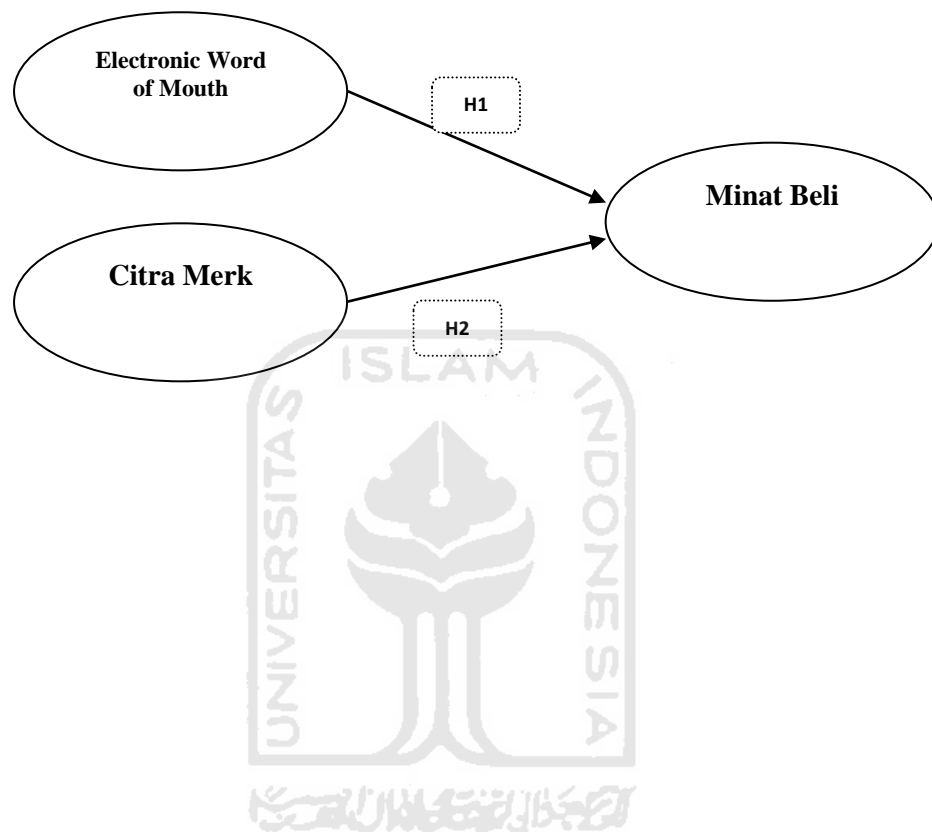 Electronic Word
of Mouth
H1
Minat Beli
Citra Merk
H2
UNIVERSITAS
ISLAM
INDONESIA